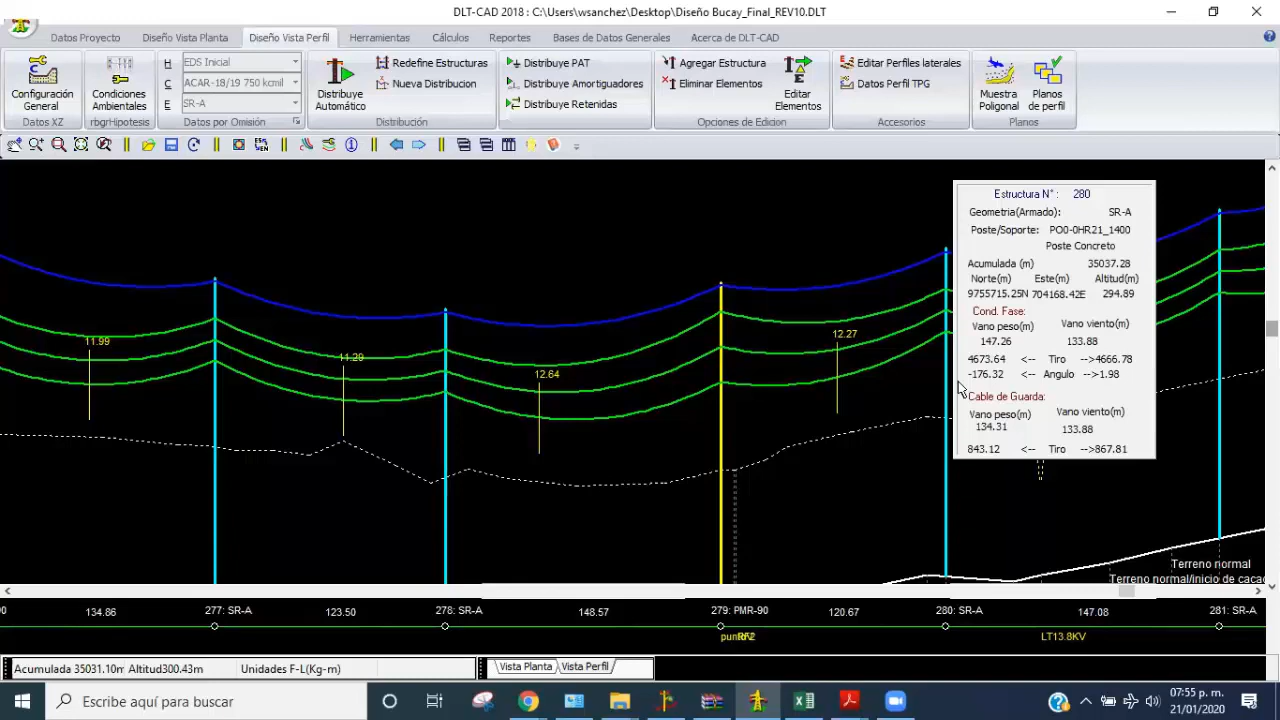 DLT-CAD 2018 : C:\Users\wsanchez\Desktop\Diseño Bucay_Final_REV10.DLT
Datos Proyecto
Diseño Vista Planta
Diseño Vista Perfil
Herramientas
Cálculos
Reportes
Bases de Datos Generales
Acerca de DLT-CAD
Configuración
General
Datos XZ
Condiciones
Ambientales
rbgrHipotesis
H EDS Inicial
C ACAR-18/19 750 kcmil
E SR-A
Datos por Omisión
Distribuye
Automático
Redefine Estructuras
Nueva Distribucion
Distribución
Distribuye PAT
Distribuye Amortiguadores
Distribuye Retenidas
Agregar Estructura
Eliminar Elementos
Editar
Elementos
Opciones de Edicion
Editar Perfiles laterales
Datos Perfil TPG
Accesorios
Muestra
Poligonal
Planos
de perfil
Planos
Estructura N° : 280
Geometria(Armado): SR-A
Poste/Soporte: PO0-0HR21_1400
Poste Concreto
Acumulada (m) 35037.28
Norte(m) Este(m) Altitud(m)
9755715.25N 704168.42E 294.89
Cond. Fase:
Vano peso(m) Vano viento(m)
147.26 133.88
4673.64 <-- Tiro -->4666.78
-176.32 <-- Angulo -->1.98
Cable de Guarda:
Vano peso(m) Vano viento(m)
134.31 133.88
843.12 <-- Tiro -->867.81
11.99
11.29
12.64
12.27
Terreno normal
Terreno normal/inicio de cacao
90 134.86 277: SR-A 123.50 278: SR-A 148.57 279: PMR-90 120.67 280: SR-A 147.08 281: SR-A
LT13.8KV
Acumulada 35031.10m Altitud300.43m
Unidades F-L(Kg-m)
Vista Planta
Vista Perfil
Escribe aquí para buscar
07:55 p. m.
21/01/2020